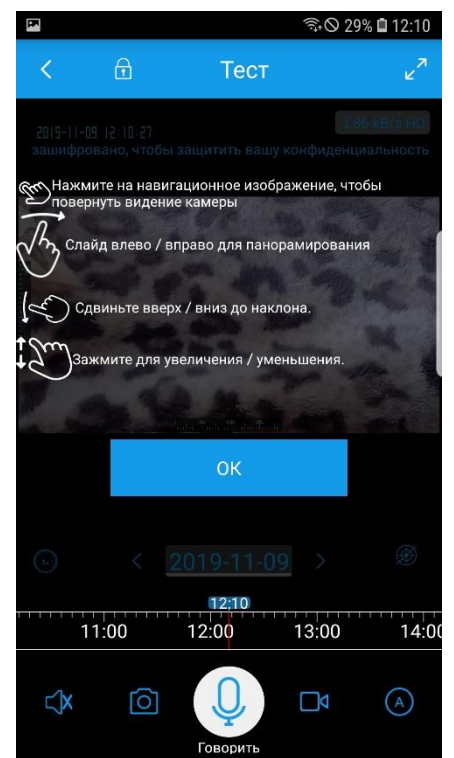 29% 12:10
Тест
1.86 kB/s HD
2019-11-09 12:10:27
зашифровано, чтобы защитить вашу конфиденциальность
Нажмите на навигационное изображение, чтобы
повернуть видение камеры
Слайд влево / вправо для панорамирования
Сдвиньте вверх / вниз до наклона.
Зажмите для увеличения / уменьшения.
ОК
< 2019-11-09 >
12:10
11:00 12:00 13:00 14:00
A
Говорить